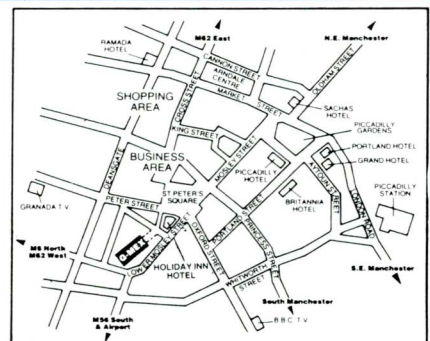 M62 East
N.E. Manchester
RAMADA
HOTEL
CANNON STREET
ARNDALE
CENTRE
MARKET STREET
OLDHAM STREET
SHOPPING
AREA
CROSS STREET
SACHAS
HOTEL
PICCADILLY
GARDENS
KING STREET
BUSINESS
AREA
MOSLEY STREET
PORTLAND HOTEL
GRAND HOTEL
DEANSGATE
PICCADILLY
HOTEL
AYTOUN STREET
PICCADILLY
STATION
ST PETER'S
SQUARE
BRITANNIA
HOTEL
LONDON ROAD
GRANADA T.V.
PETER STREET
PORTLAND STREET
PRINCESS STREET
OXFORD STREET
G-MEX
LOWER MOSLEY STREET
M6 North
M62 West
HOLIDAY INN
HOTEL
WHITWORTH
STREET
S.E. Manchester
South Manchester
M56 South
& Airport
B.B.C. T.V.